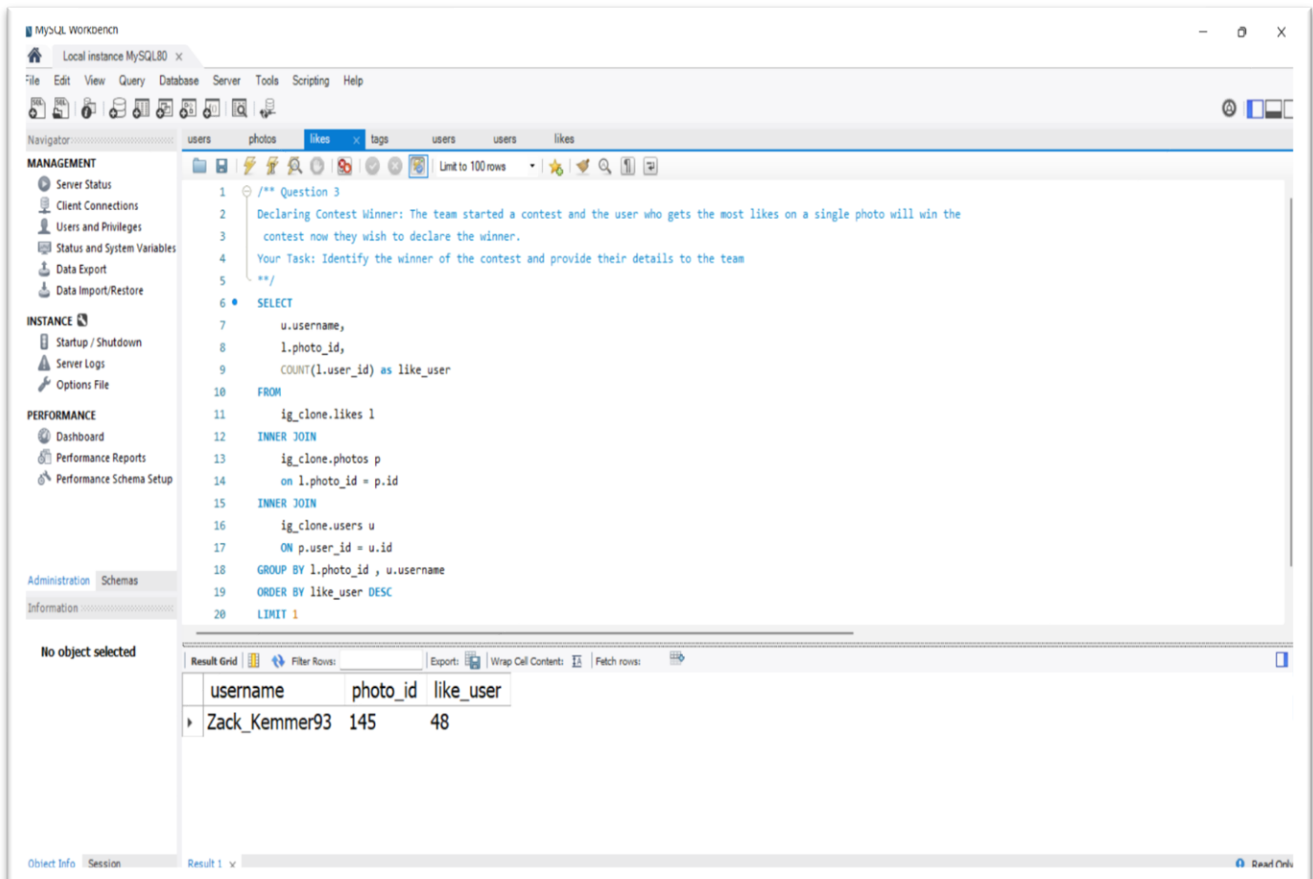 MySQL Workbench
Local instance MySQL80
File Edit View Query Database Server Tools Scripting Help
Navigator
MANAGEMENT
Server Status
Client Connections
Users and Privileges
Status and System Variables
Data Export
Data Import/Restore
INSTANCE
Startup / Shutdown
Server Logs
Options File
PERFORMANCE
Dashboard
Performance Reports
Performance Schema Setup
Administration Schemas
Information
No object selected
Object Info Session
users photos likes tags users users likes
Limit to 100 rows
1 /** Question 3
2 Declaring Contest Winner: The team started a contest and the user who gets the most likes on a single photo will win the
3 contest now they wish to declare the winner.
4 Your Task: Identify the winner of the contest and provide their details to the team
5 **/
6 SELECT
7 u.username,
8 l.photo_id,
9 COUNT(l.user_id) as like_user
10 FROM
11 ig_clone.likes l
12 INNER JOIN
13 ig_clone.photos p
14 on l.photo_id = p.id
15 INNER JOIN
16 ig_clone.users u
17 ON p.user_id = u.id
18 GROUP BY l.photo_id , u.username
19 ORDER BY like_user DESC
20 LIMIT 1
Result Grid Filter Rows: Export: Wrap Cell Content: Fetch rows:
username photo_id like_user
Zack_Kemmer93 145 48
Result 1
Read Only